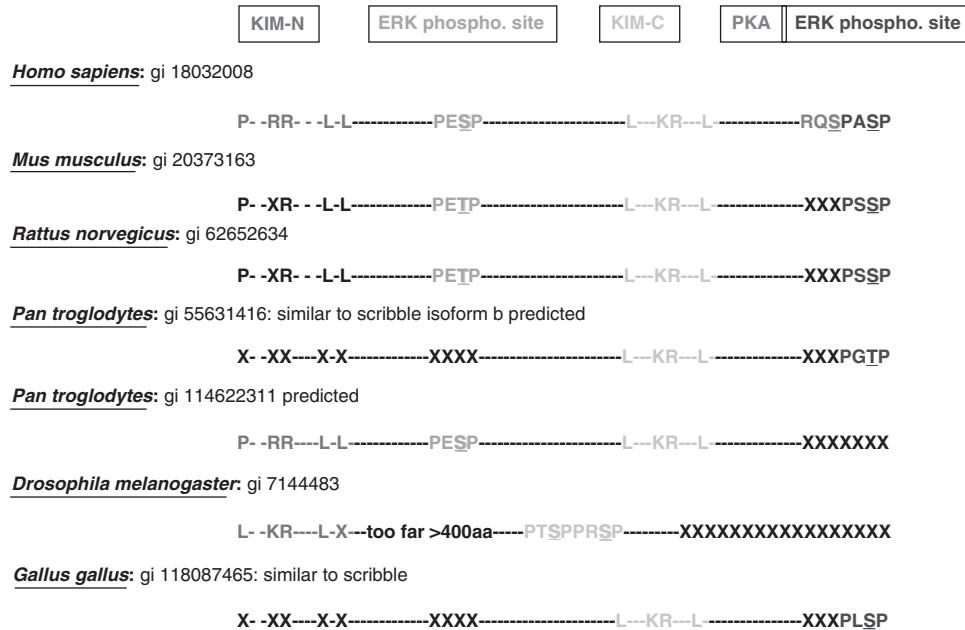 KIM-N ERK phospho. site KIM-C PKA ERK phospho. site
Homo sapiens: gi 18032008
P- -RR- - -L-L-------------PESP-----------------------L---KR---L--------------RQSPASP
Mus musculus: gi 20373163
P- -XR- - -L-L-------------PETP-----------------------L---KR---L--------------XXXPSSP
Rattus norvegicus: gi 62652634
P- -XR- - -L-L-------------PETP-----------------------L---KR---L--------------XXXPSSP
Pan troglodytes: gi 55631416: similar to scribble isoform b predicted
X- -XX----X-X-------------XXXX-----------------------L---KR---L--------------XXXPGTP
Pan troglodytes: gi 114622311 predicted
P- -RR----L-L-------------PESP-----------------------L---KR---L--------------XXXXXXX
Drosophila melanogaster: gi 7144483
L- -KR----L-X---too far >400aa-----PTSPPRSP---------XXXXXXXXXXXXXXXXX
Gallus gallus: gi 118087465: similar to scribble
X- -XX----X-X-------------XXXX----------------------L---KR---L--------------XXXPLSP